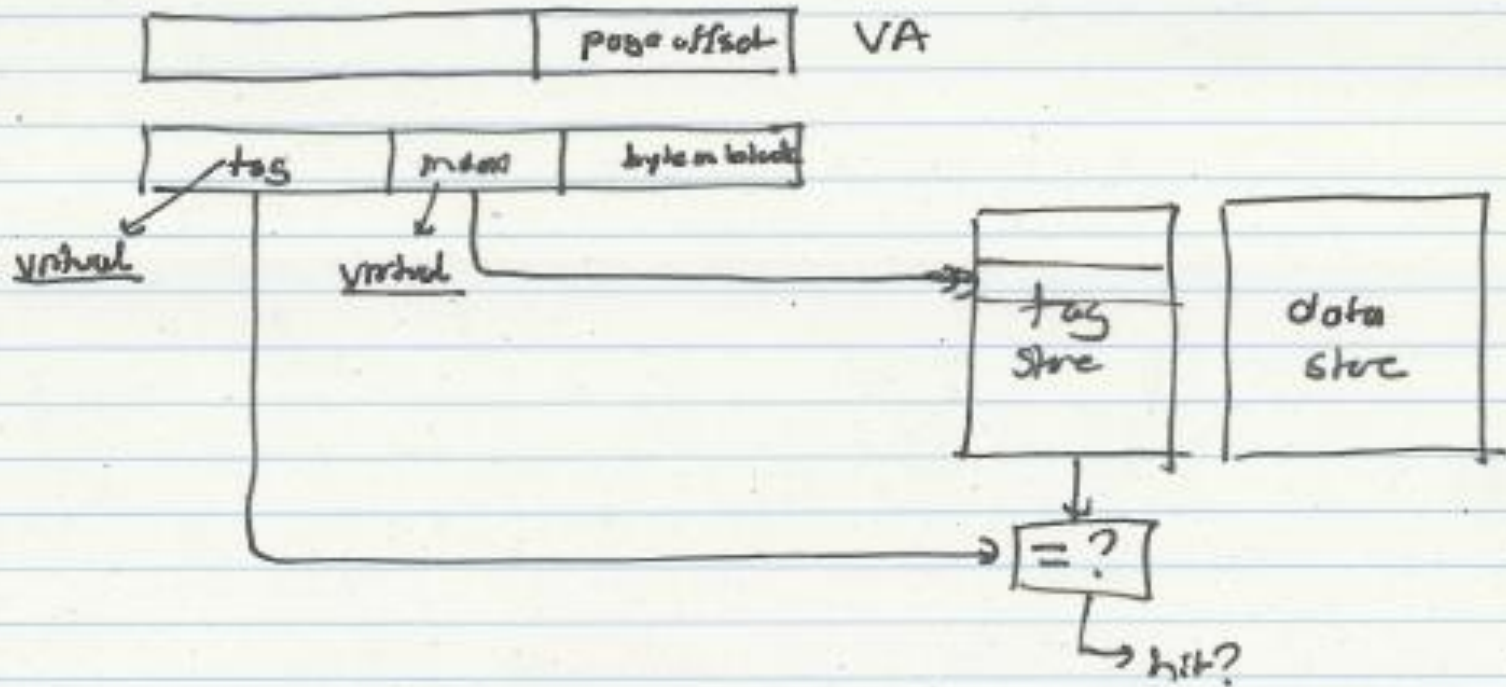 page offset VA
tag index byte in block
virtual virtual
tag
store
data
store
= ?
hit?